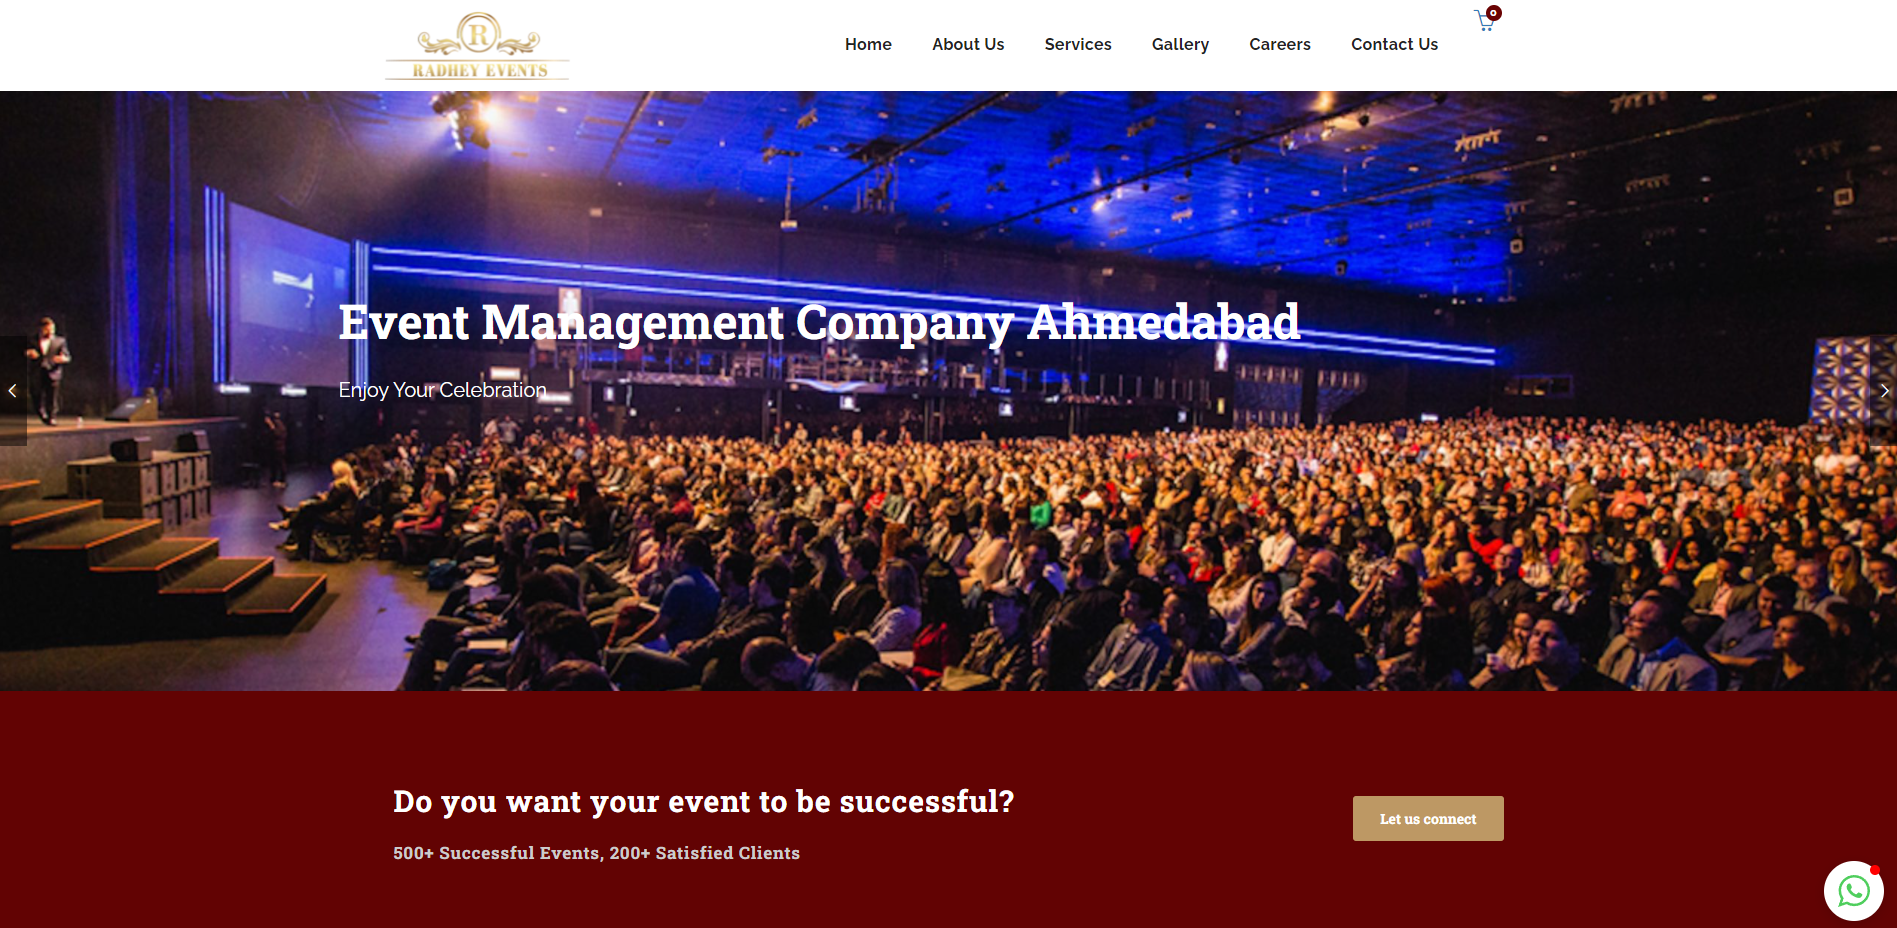 R
RADHEY EVENTS
Home
About Us
Services
Gallery
Careers
Contact Us
0
Event Management Company Ahmedabad
Enjoy Your Celebration
Do you want your event to be successful?
500+ Successful Events, 200+ Satisfied Clients
Let us connect